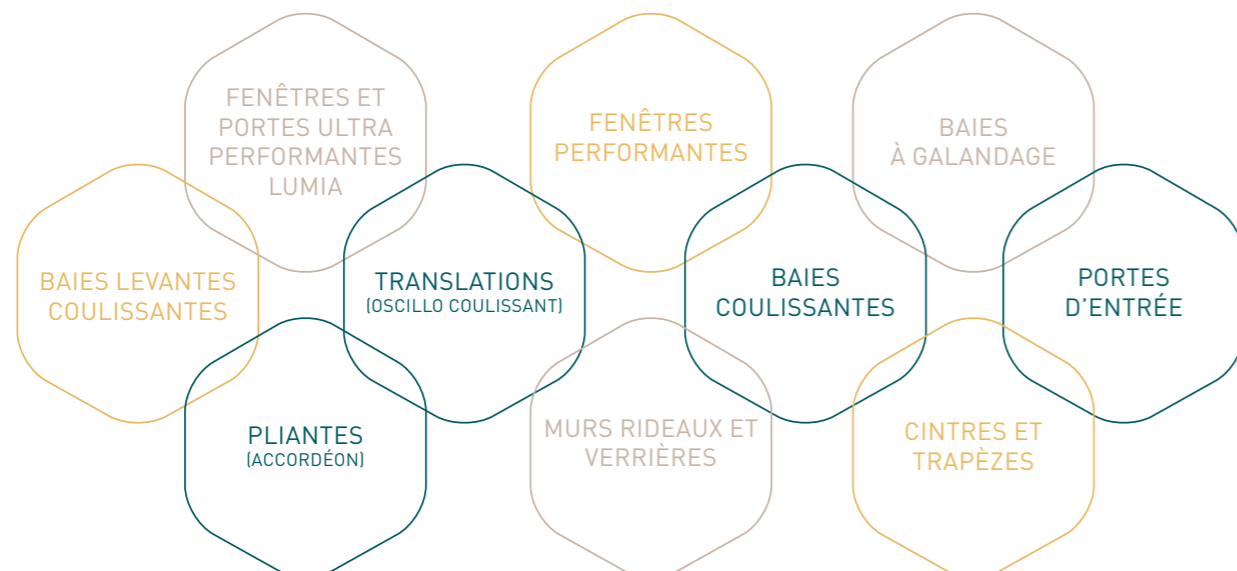 FENÊTRES ET
PORTES ULTRA
PERFORMANTES
LUMIA
FENÊTRES
PERFORMANTES
BAIES
À GALANDAGE
BAIES LEVANTES
COULISSANTES
TRANSLATIONS
(OSCILLO COULISSANT)
BAIES
COULISSANTES
PORTES
D'ENTRÉE
PLIANTES
(ACCORDÉON)
MURS RIDEAUX ET
VERRIÈRES
CINTRES ET
TRAPÈZES